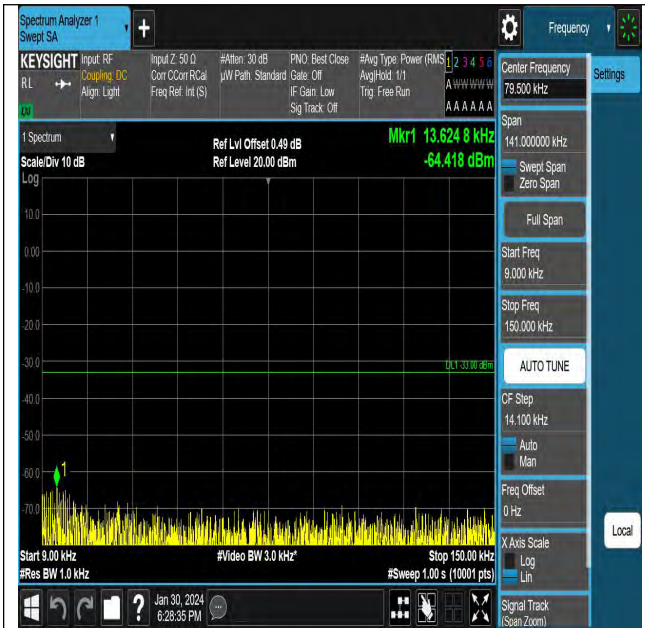 Spectrum Analyzer 1
Swept SA
+
Frequency
KEYSIGHT
RL
Input: RF
Coupling: DC
Align: Light
Input Z: 50 Ω
Corr CCorr RCal
Freq Ref: Int (S)
#Atten: 30 dB
µW Path: Standard
PNO: Best Close
Gate: Off
IF Gain: Low
Sig Track: Off
#Avg Type: Power (RMS
Avg|Hold: 1/1
Trig: Free Run
1 2 3 4 5 6
A W W W W W
A A A A A A
1 Spectrum
Scale/Div 10 dB
Log
Ref Lvl Offset 0.49 dB
Ref Level 20.00 dBm
Mkr1 13.624 8 kHz
-64.418 dBm
10.0
0.00
-10.0
-20.0
-30.0
DL1 -33.00 dBm
-40.0
-50.0
-60.0
1
-70.0
Start 9.00 kHz
#Video BW 3.0 kHz*
Stop 150.00 kHz
#Res BW 1.0 kHz
#Sweep 1.00 s (10001 pts)
?
Jan 30, 2024
6:28:35 PM
Center Frequency
79.500 kHz
Settings
Span
141.000000 kHz
Swept Span
Zero Span
Full Span
Start Freq
9.000 kHz
Stop Freq
150.000 kHz
AUTO TUNE
CF Step
14.100 kHz
Auto
Man
Freq Offset
0 Hz
X Axis Scale
Log
Lin
Local
Signal Track
(Span Zoom)